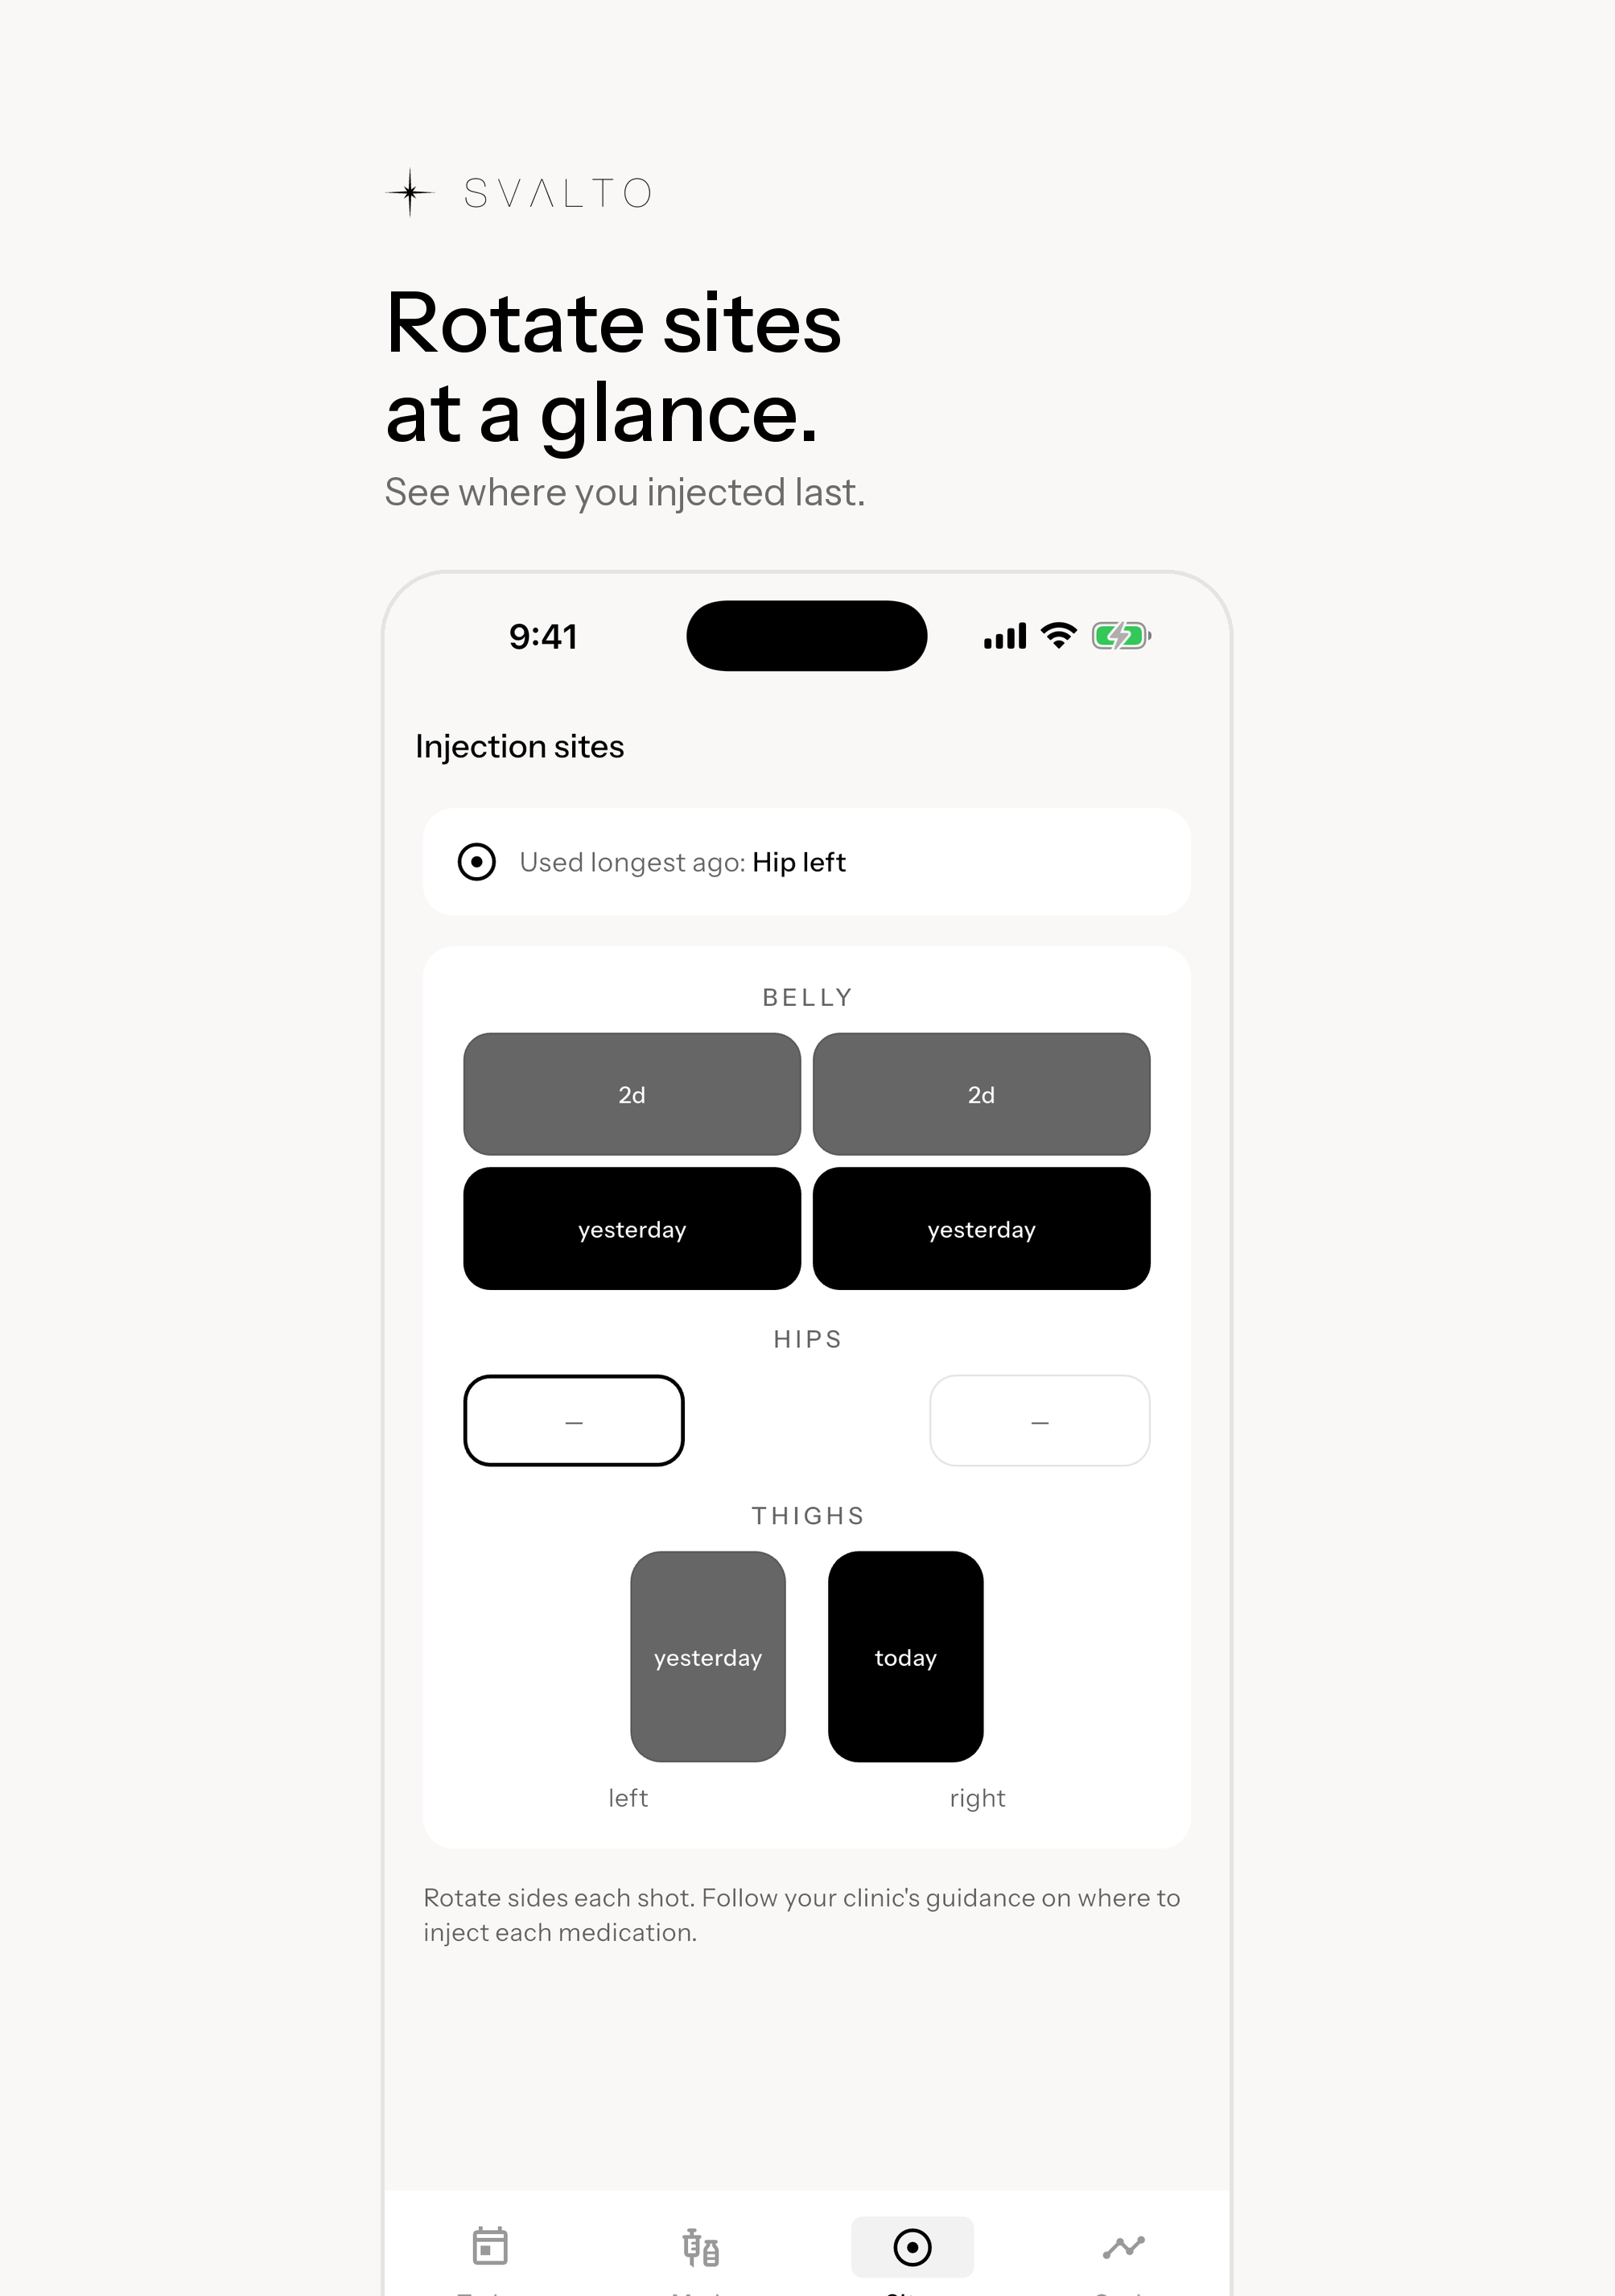 SVALTO
Rotate sites
at a glance.
See where you injected last.
9:41
Injection sites
Used longest ago: Hip left
BELLY
2d 2d
yesterday yesterday
HIPS
— —
THIGHS
yesterday today
left right
Rotate sides each shot. Follow your clinic's guidance on where to
inject each medication.